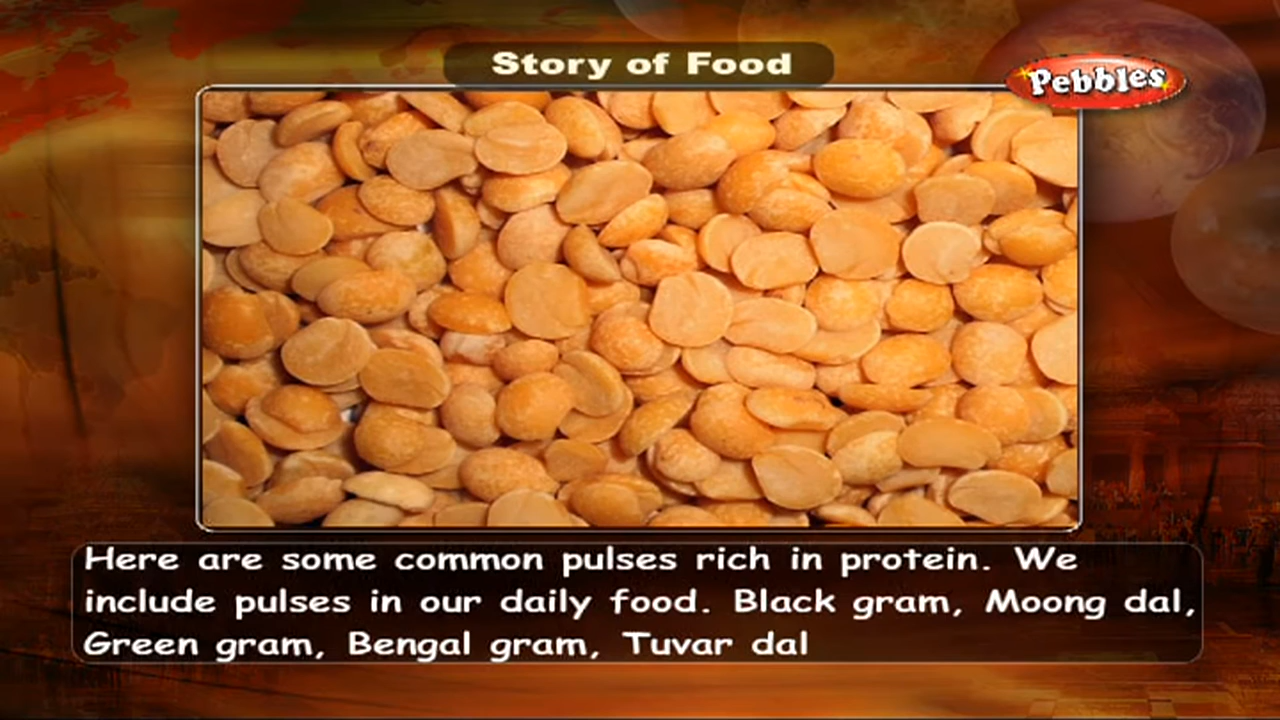 Story of Food
Pebbles
Here are some common pulses rich in protein. We
include pulses in our daily food. Black gram, Moong dal,
Green gram, Bengal gram, Tuvar dal